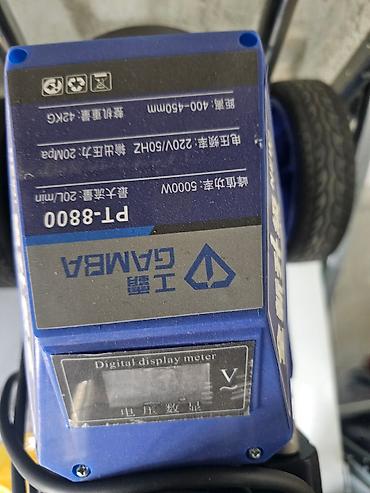 工霸
GAMBA
PT-8800
峰值功率: 5000W
最大流量: 20L/min
电压频率: 220V/50HZ
输出压力: 20Mpa
距离: 400-450mm
整机重量: 42KG
Digital display meter
V
电压